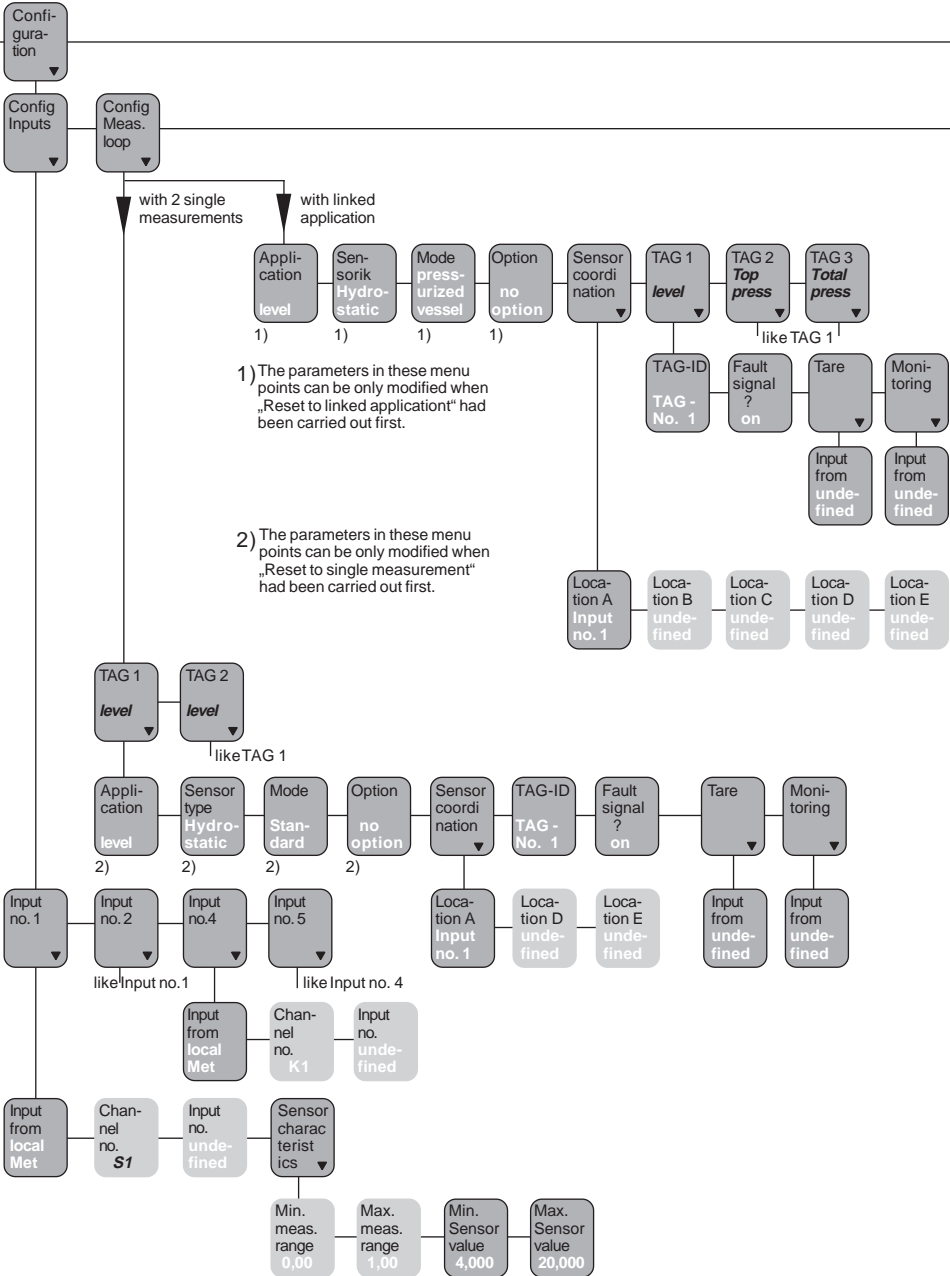 Confi-
gura-
tion
Config
Inputs
Config
Meas.
loop
with 2 single
measurements
with linked
application
Appli-
cation
level
1)
Sen-
sorik
Hydro-
static
1)
Mode
press-
urized
vessel
1)
Option
no
option
1)
Sensor
coordi
nation
TAG 1
level
TAG 2
Top
press
TAG 3
Total
press
like TAG 1
1) The parameters in these menu
points can be only modified when
„Reset to linked applicationt“ had
been carried out first.
TAG-ID
TAG -
No. 1
Fault
signal
?
on
Tare
Moni-
toring
Input
from
unde-
fined
Input
from
unde-
fined
2) The parameters in these menu
points can be only modified when
„Reset to single measurement“
had been carried out first.
Loca-
tion A
Input
no. 1
Loca-
tion B
unde-
fined
Loca-
tion C
unde-
fined
Loca-
tion D
unde-
fined
Loca-
tion E
unde-
fined
TAG 1
level
TAG 2
level
like TAG 1
Appli-
cation
level
2)
Sensor
type
Hydro-
static
2)
Mode
Stan-
dard
2)
Option
no
option
2)
Sensor
coordi
nation
TAG-ID
TAG -
No. 1
Fault
signal
?
on
Tare
Moni-
toring
Input
no. 1
Input
no. 2
Input
no.4
Input
no. 5
like Input no.1
like Input no. 4
Loca-
tion A
Input
no. 1
Loca-
tion D
unde-
fined
Loca-
tion E
unde-
fined
Input
from
unde-
fined
Input
from
unde-
fined
Input
from
local
Met
Chan-
nel
no.
K1
Input
no.
unde-
fined
Input
from
local
Met
Chan-
nel
no.
S1
Input
no.
unde-
fined
Sensor
charac
terist
ics
Min.
meas.
range
0,00
Max.
meas.
range
1,00
Min.
Sensor
value
4,000
Max.
Sensor
value
20,000